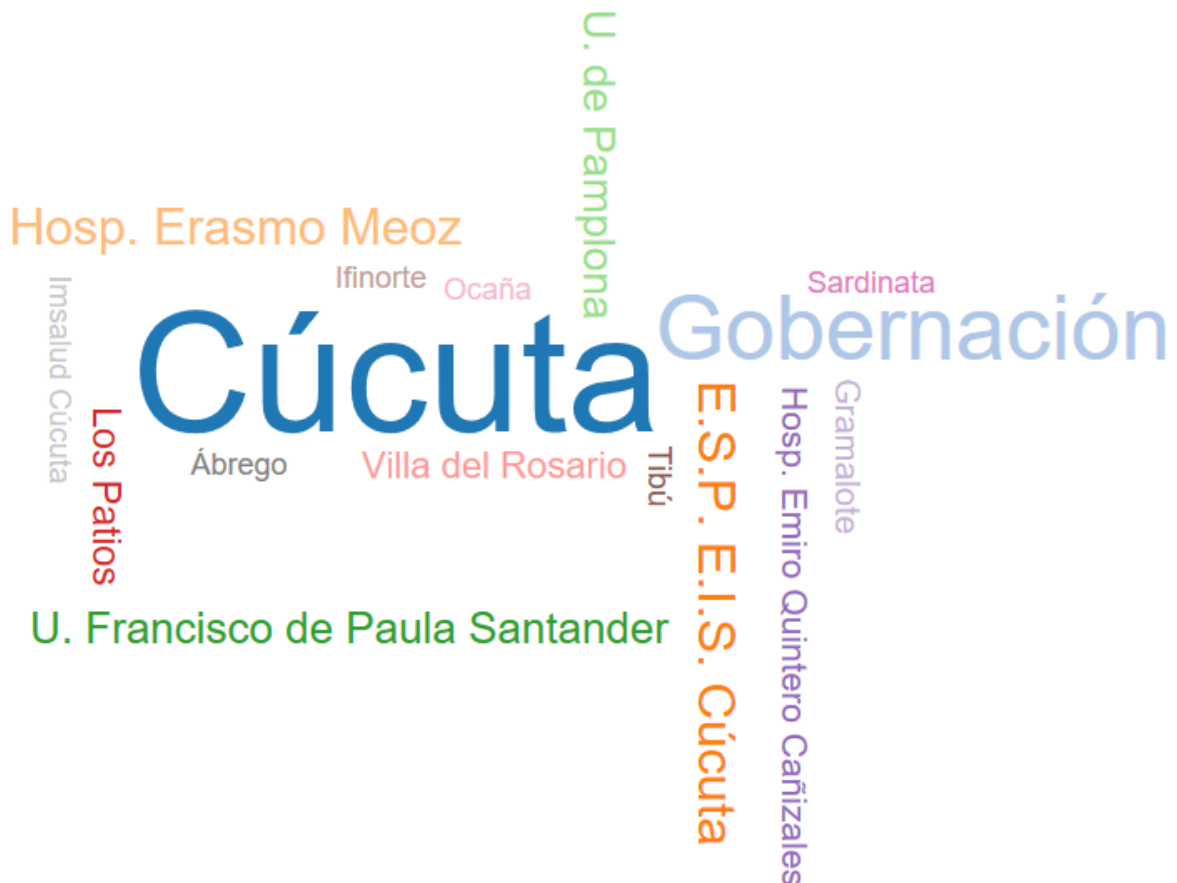 U. de Pamplona
Hosp. Erasmo Meoz
Ifinorte
Ocaña
Sardinata
Imsalud Cúcuta
Cúcuta
Gobernación
Los Patios
Ábrego
Villa del Rosario
Tibú
E.S.P. E.I.S. Cúcuta
Hosp. Emiro Quintero Cañizales
Gramalote
U. Francisco de Paula Santander